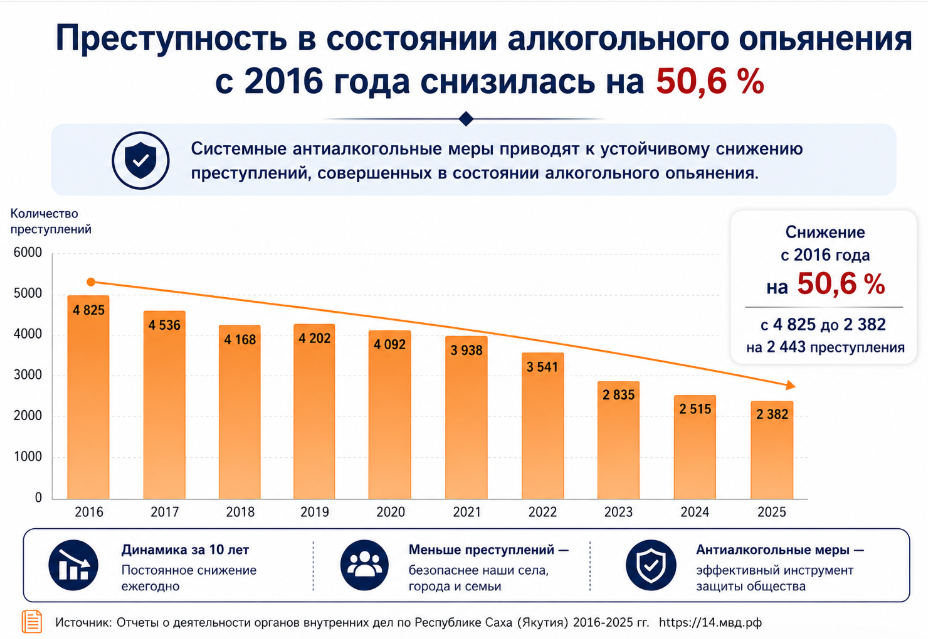 Преступность в состоянии алкогольного опьянения
с 2016 года снизилась на 50,6 %
Системные антиалкогольные меры приводят к устойчивому снижению
преступлений, совершенных в состоянии алкогольного опьянения.
Количество
преступлений
6000
5000
4000
3000
2000
1000
0
4 825
4 536
4 168
4 202
4 092
3 938
3 541
2 835
2 515
2 382
2016
2017
2018
2019
2020
2021
2022
2023
2024
2025
Снижение
с 2016 года
на 50,6 %
с 4 825 до 2 382
на 2 443 преступления
Динамика за 10 лет
Постоянное снижение
ежегодно
Меньше преступлений —
безопаснее наши села,
города и семьи
Антиалкогольные меры —
эффективный инструмент
защиты общества
Источник: Отчеты о деятельности органов внутренних дел по Республике Саха (Якутия) 2016-2025 гг. https://14.мвд.рф